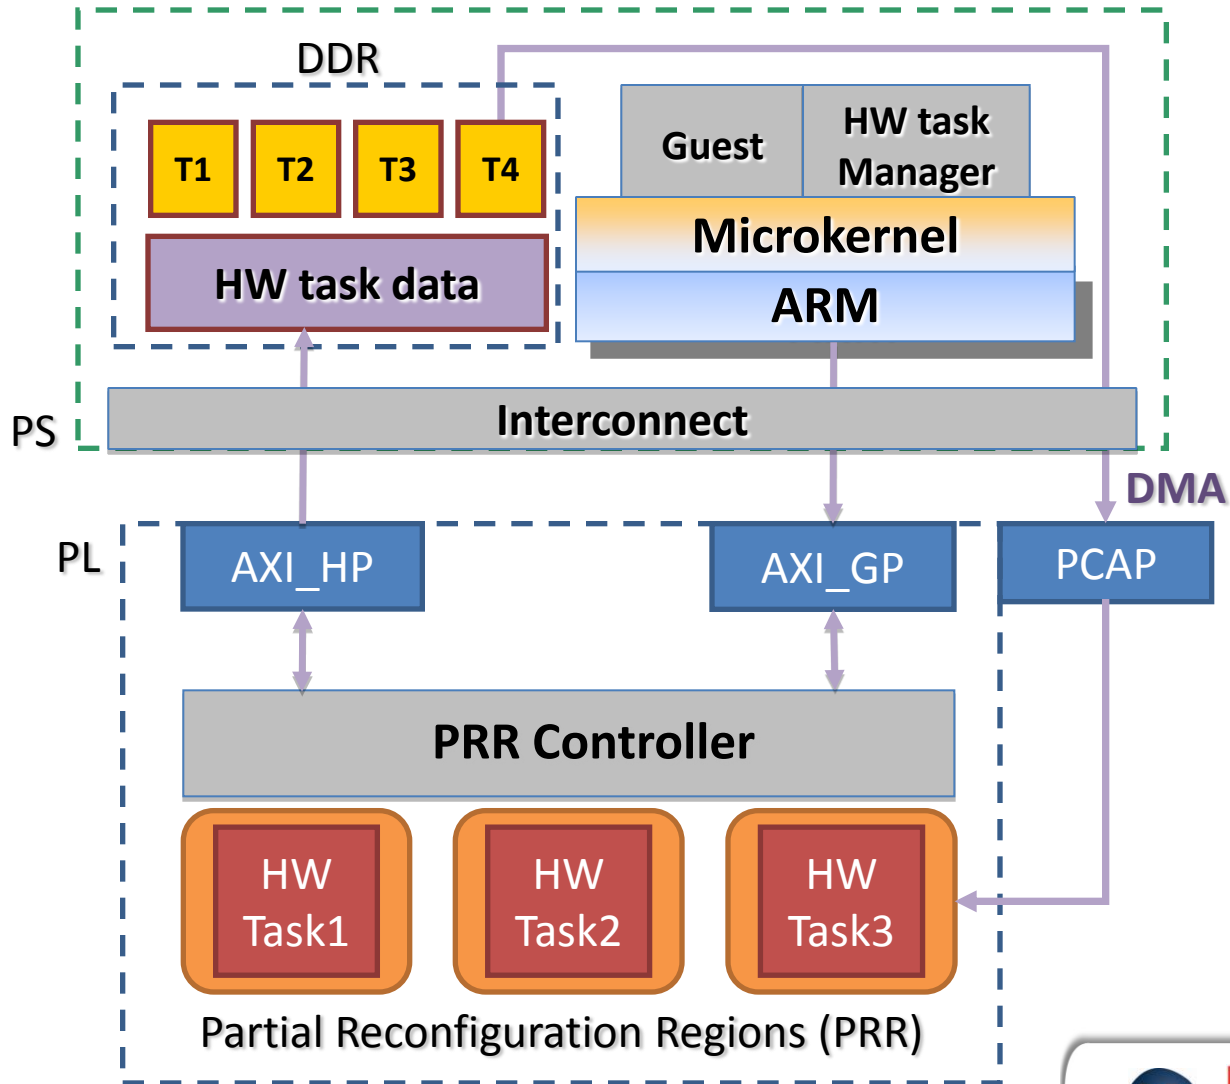 DDR
T1 T2 T3 T4
HW task data
Guest
HW task
Manager
Microkernel
ARM
PS
Interconnect
DMA
PL
AXI_HP
AXI_GP
PCAP
PRR Controller
HW
Task1
HW
Task2
HW
Task3
Partial Reconfiguration Regions (PRR)